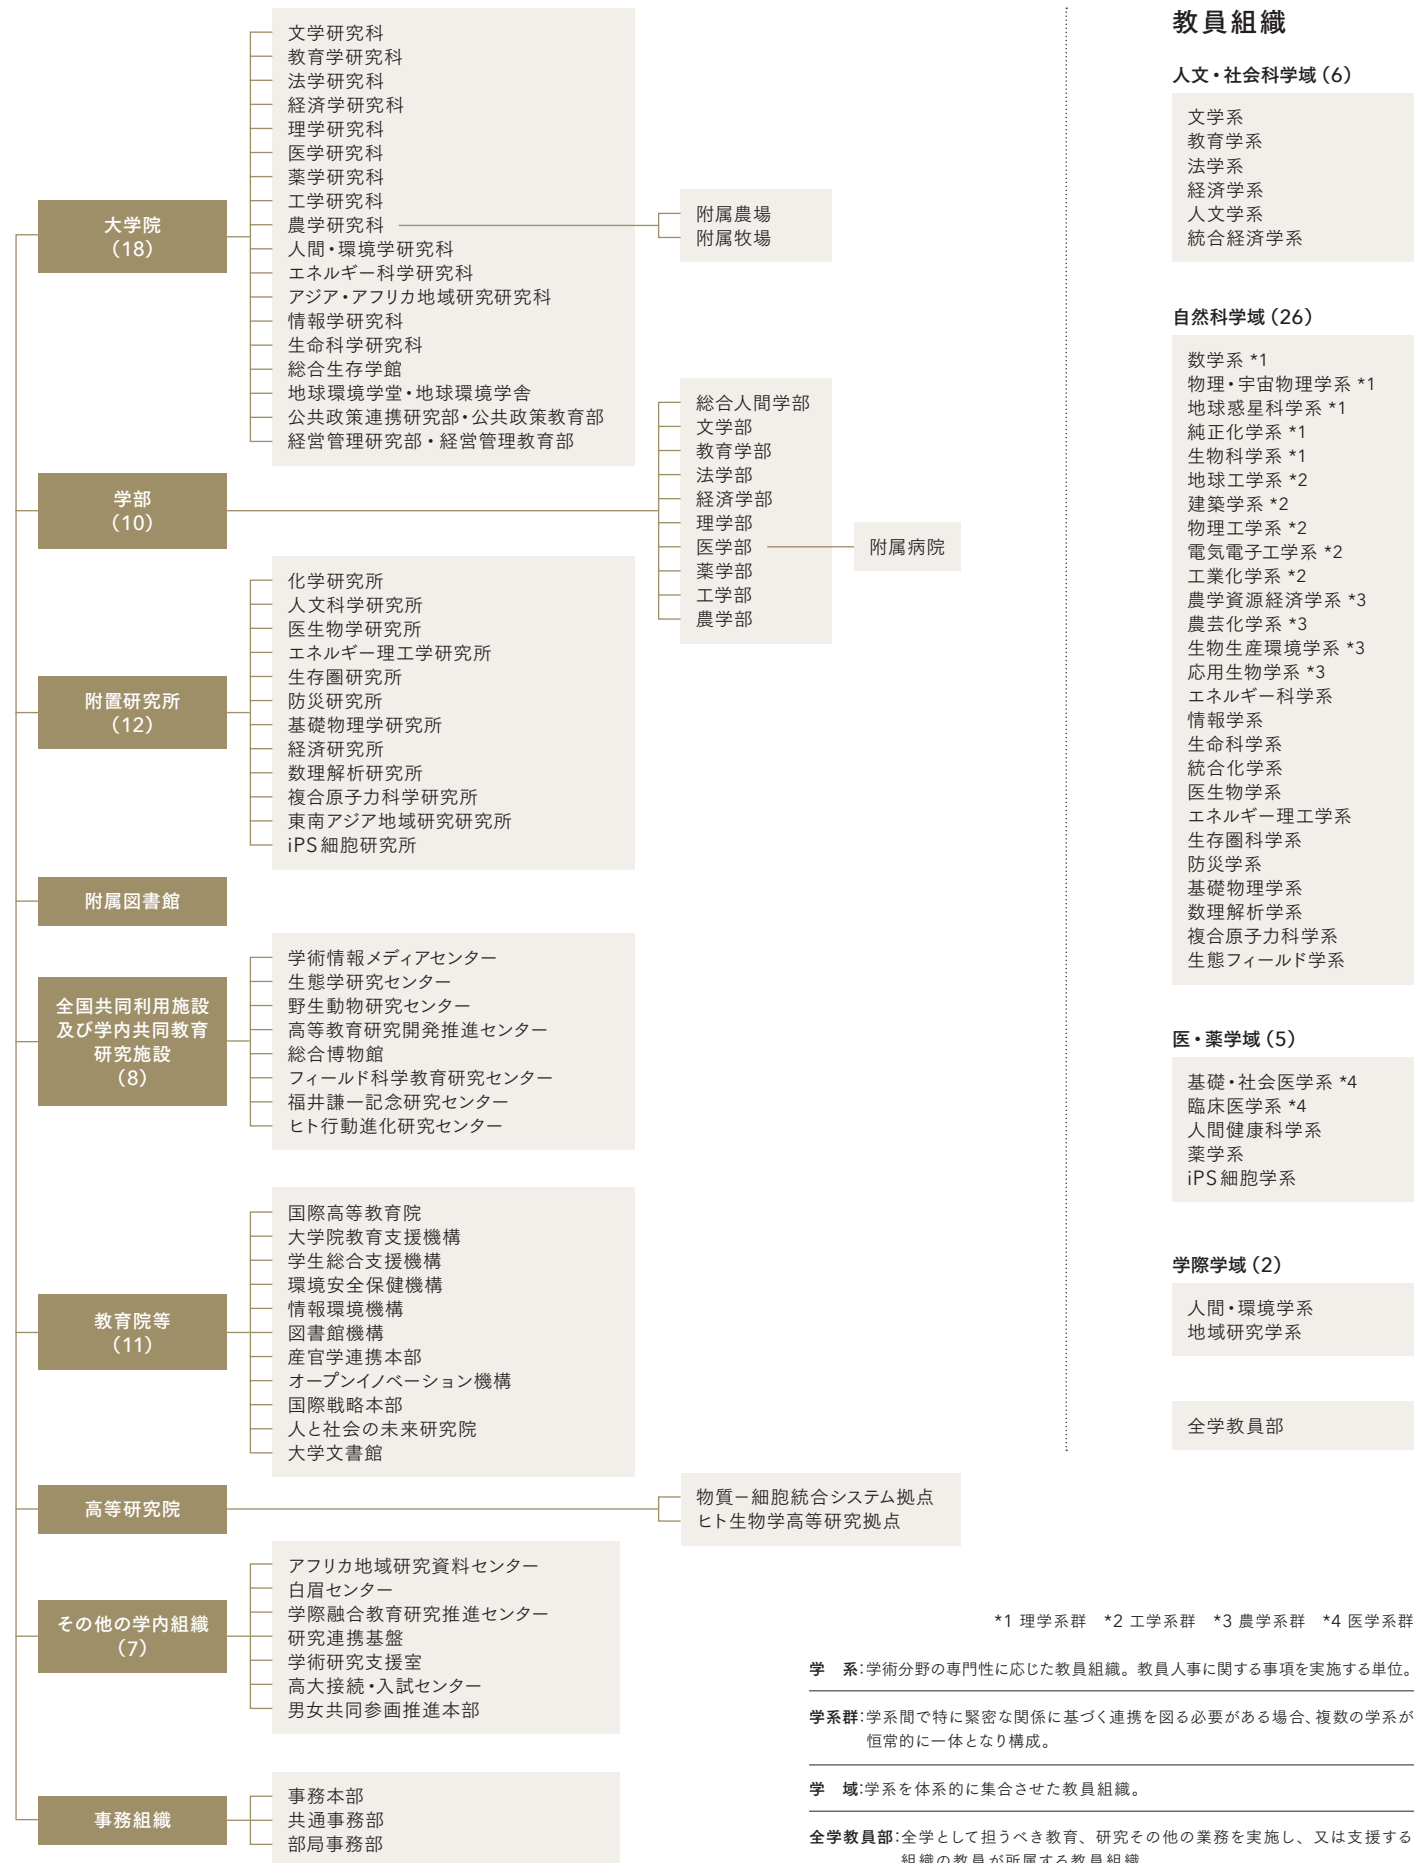 大学院
（18）
文学研究科
教育学研究科
法学研究科
経済学研究科
理学研究科
医学研究科
薬学研究科
工学研究科
農学研究科
人間・環境学研究科
エネルギー科学研究科
アジア・アフリカ地域研究研究科
情報学研究科
生命科学研究科
総合生存学館
地球環境学堂・地球環境学舎
公共政策連携研究部・公共政策教育部
経営管理研究部・経営管理教育部
附属農場
附属牧場
学部
（10）
総合人間学部
文学部
教育学部
法学部
経済学部
理学部
医学部
薬学部
工学部
農学部
附属病院
附置研究所
（12）
化学研究所
人文科学研究所
医生物学研究所
エネルギー理工学研究所
生存圏研究所
防災研究所
基礎物理学研究所
経済研究所
数理解析研究所
複合原子力科学研究所
東南アジア地域研究研究所
iPS細胞研究所
附属図書館
全国共同利用施設
及び学内共同教育
研究施設
（8）
学術情報メディアセンター
生態学研究センター
野生動物研究センター
高等教育研究開発推進センター
総合博物館
フィールド科学教育研究センター
福井謙一記念研究センター
ヒト行動進化研究センター
教育院等
（11）
国際高等教育院
大学院教育支援機構
学生総合支援機構
環境安全保健機構
情報環境機構
図書館機構
産官学連携本部
オープンイノベーション機構
国際戦略本部
人と社会の未来研究院
大学文書館
高等研究院
物質－細胞統合システム拠点
ヒト生物学高等研究拠点
その他の学内組織
（7）
アフリカ地域研究資料センター
白眉センター
学際融合教育研究推進センター
研究連携基盤
学術研究支援室
高大接続・入試センター
男女共同参画推進本部
事務組織
事務本部
共通事務部
部局事務部
教員組織
人文・社会科学域（6）
文学系
教育学系
法学系
経済学系
人文学系
統合経済学系
自然科学域（26）
数学系 *1
物理・宇宙物理学系 *1
地球惑星科学系 *1
純正化学系 *1
生物科学系 *1
地球工学系 *2
建築学系 *2
物理工学系 *2
電気電子工学系 *2
工業化学系 *2
農学資源経済学系 *3
農芸化学系 *3
生物生産環境学系 *3
応用生物学系 *3
エネルギー科学系
情報学系
生命科学系
統合化学系
医生物学系
エネルギー理工学系
生存圏科学系
防災学系
基礎物理学系
数理解析学系
複合原子力科学系
生態フィールド学系
医・薬学域（5）
基礎・社会医学系 *4
臨床医学系 *4
人間健康科学系
薬学系
iPS細胞学系
学際学域（2）
人間・環境学系
地域研究学系
全学教員部
*1 理学系群　*2 工学系群　*3 農学系群　*4 医学系群
学　系：学術分野の専門性に応じた教員組織。教員人事に関する事項を実施する単位。
学系群：学系間で特に緊密な関係に基づく連携を図る必要がある場合、複数の学系が
恒常的に一体となり構成。
学　域：学系を体系的に集合させた教員組織。
全学教員部：全学として担うべき教育、研究その他の業務を実施し、又は支援する
組織の教員が所属する教員組織